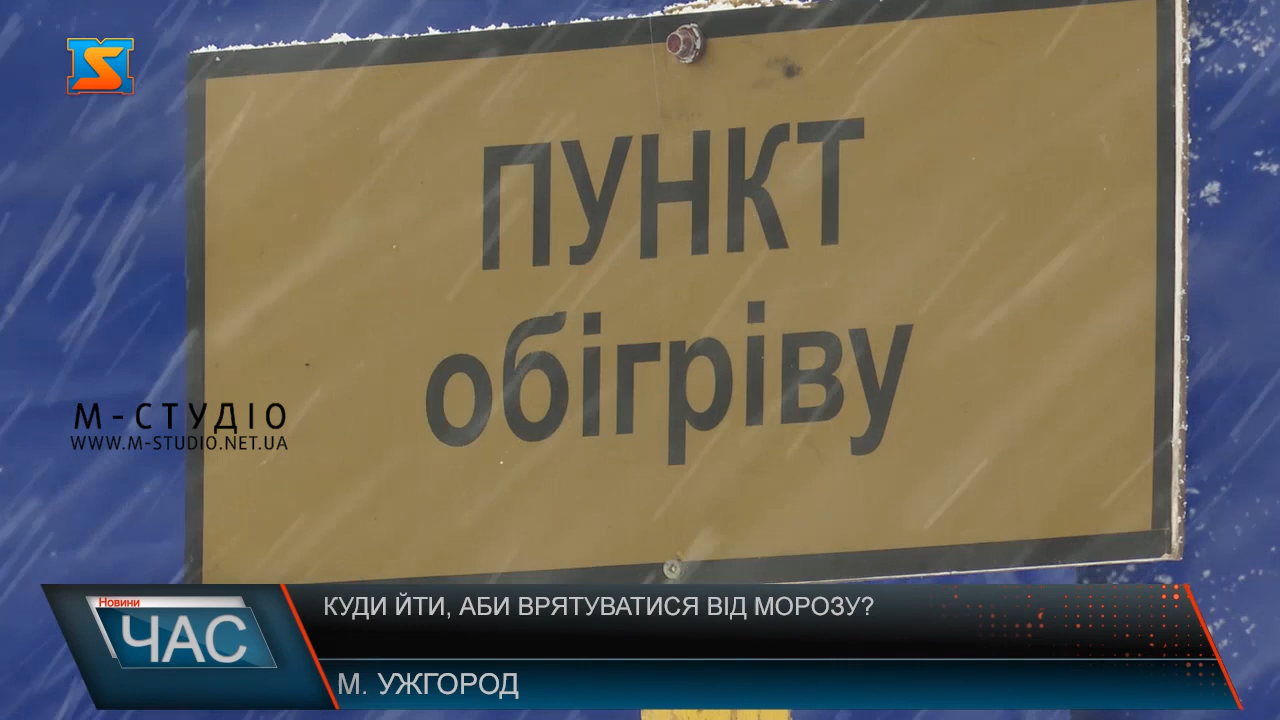 ПУНКТ
обігріву
М-СТУДІО
WWW.M-STUDIO.NET.UA
Новини
ЧАС
КУДИ ЙТИ, АБИ ВРЯТУВАТИСЯ ВІД МОРОЗУ?
М. УЖГОРОД